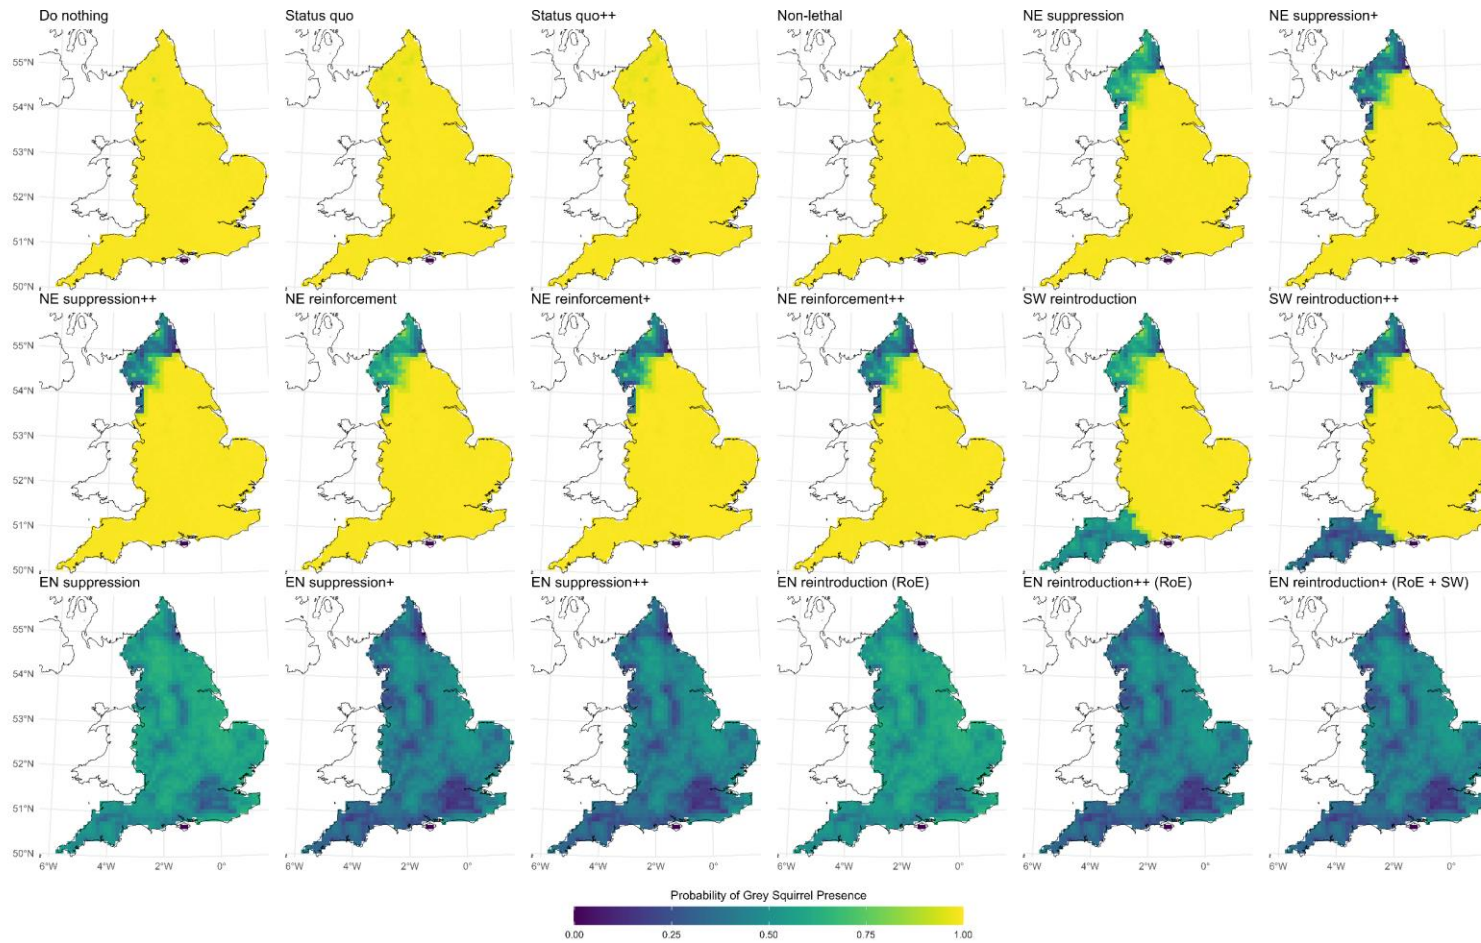 Do nothing
Status quo
Status quo++
Non-lethal
NE suppression
NE suppression+
55°N
54°N
53°N
52°N
51°N
50°N
NE suppression++
NE reinforcement
NE reinforcement+
NE reinforcement++
SW reintroduction
SW reintroduction++
55°N
54°N
53°N
52°N
51°N
50°N
EN suppression
EN suppression+
EN suppression++
EN reintroduction (RoE)
EN reintroduction++ (RoE)
EN reintroduction+ (RoE + SW)
55°N
54°N
53°N
52°N
51°N
50°N
6°W 4°W 2°W 0°
6°W 4°W 2°W 0°
6°W 4°W 2°W 0°
6°W 4°W 2°W 0°
6°W 4°W 2°W 0°
6°W 4°W 2°W 0°
Probability of Grey Squirrel Presence
0.00 0.25 0.50 0.75 1.00